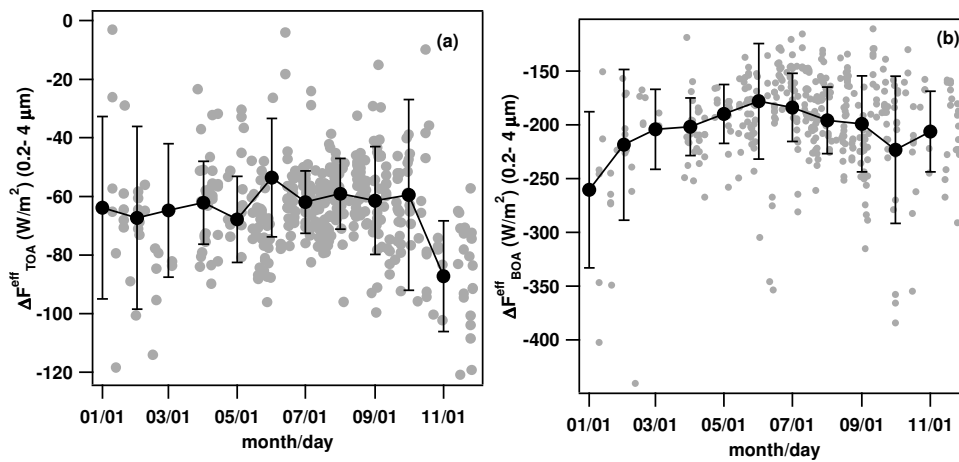 (a)
0
-20
-40
-60
-80
-100
-120
ΔF^eff_TOA (W/m²) (0.2- 4 μm)
01/01 03/01 05/01 07/01 09/01 11/01
month/day
(b)
-150
-200
-250
-300
-350
-400
ΔF^eff_BOA (W/m²) (0.2- 4 μm)
01/01 03/01 05/01 07/01 09/01 11/01
month/day